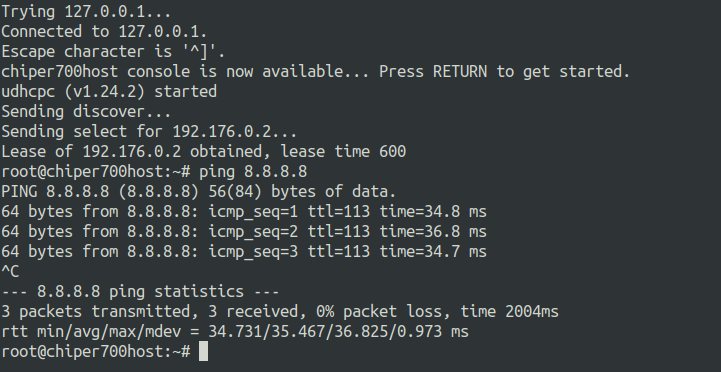 Trying 127.0.0.1...
Connected to 127.0.0.1.
Escape character is '^]'.
chiper700host console is now available... Press RETURN to get started.
udhcpc (v1.24.2) started
Sending discover...
Sending select for 192.176.0.2...
Lease of 192.176.0.2 obtained, lease time 600
root@chiper700host:~# ping 8.8.8.8
PING 8.8.8.8 (8.8.8.8) 56(84) bytes of data.
64 bytes from 8.8.8.8: icmp_seq=1 ttl=113 time=34.8 ms
64 bytes from 8.8.8.8: icmp_seq=2 ttl=113 time=36.8 ms
64 bytes from 8.8.8.8: icmp_seq=3 ttl=113 time=34.7 ms
^C
--- 8.8.8.8 ping statistics ---
3 packets transmitted, 3 received, 0% packet loss, time 2004ms
rtt min/avg/max/mdev = 34.731/35.467/36.825/0.973 ms
root@chiper700host:~#